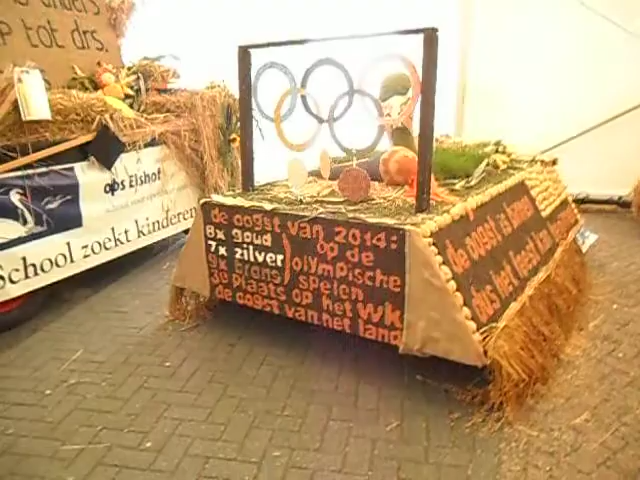 P tot drs.
obs Elshof
School zoekt kinderen
de oogst van 2014:
8x goud
7x zilver
9x brons
op de
olympische
spelen
3e plaats op het WK
de oogst van het land
de oogst is binnen
dus het feest kan